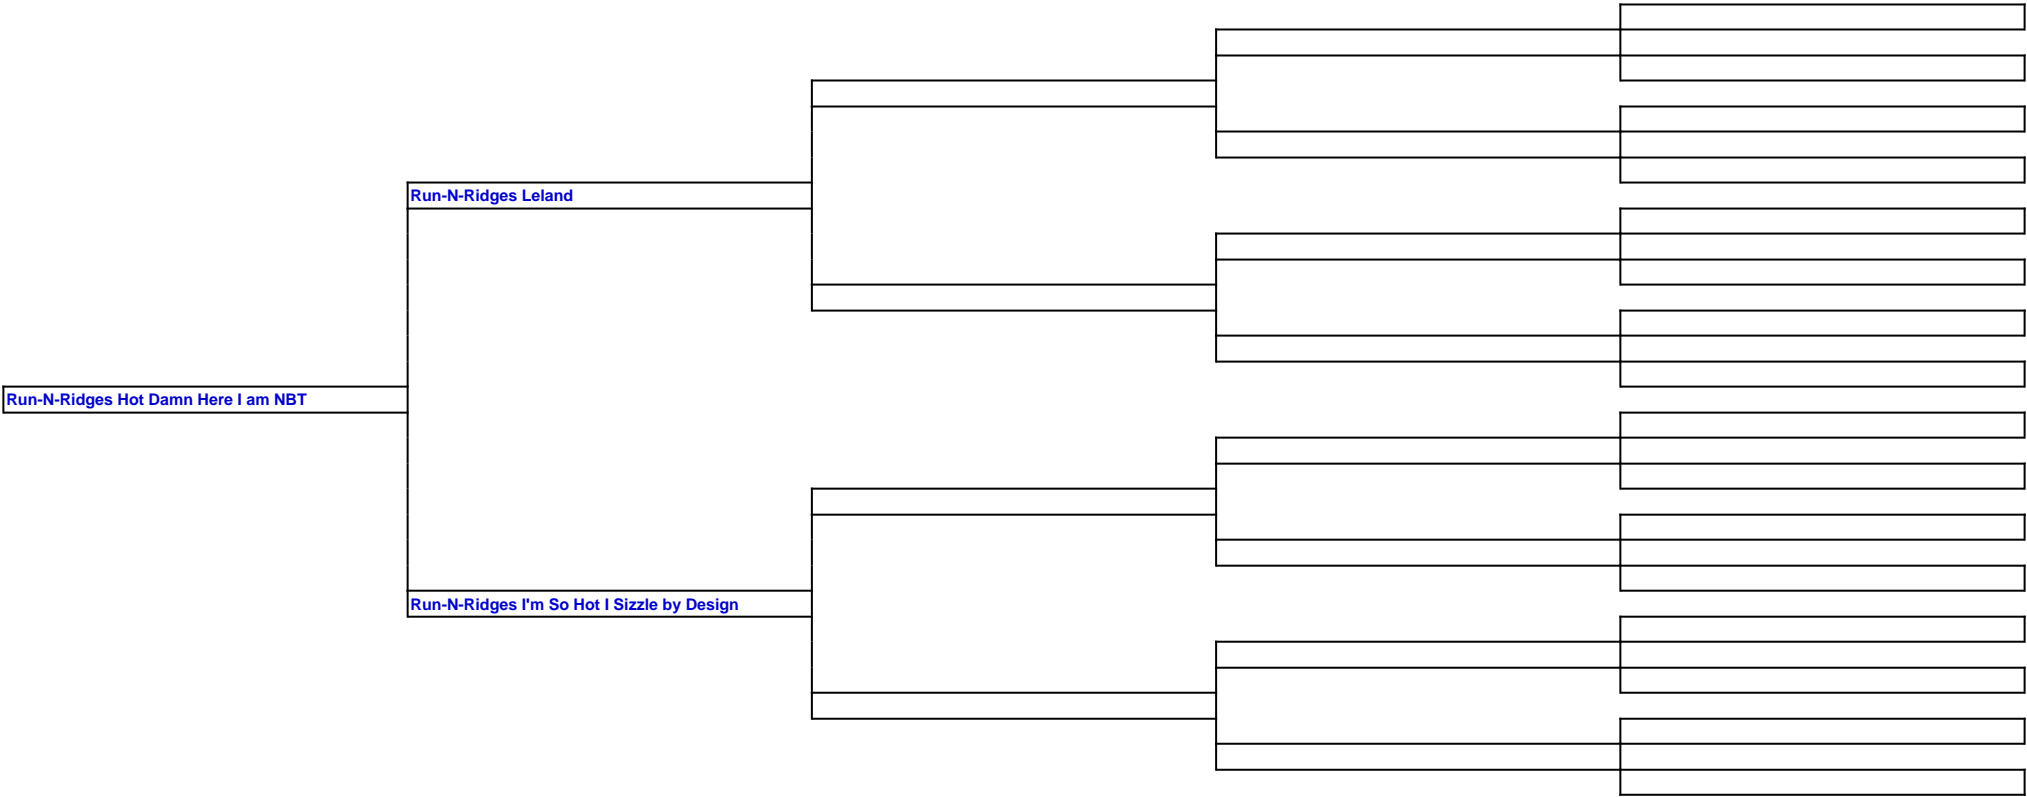 Run-N-Ridges Leland
Run-N-Ridges Hot Damn Here I am NBT
Run-N-Ridges I'm So Hot I Sizzle by Design